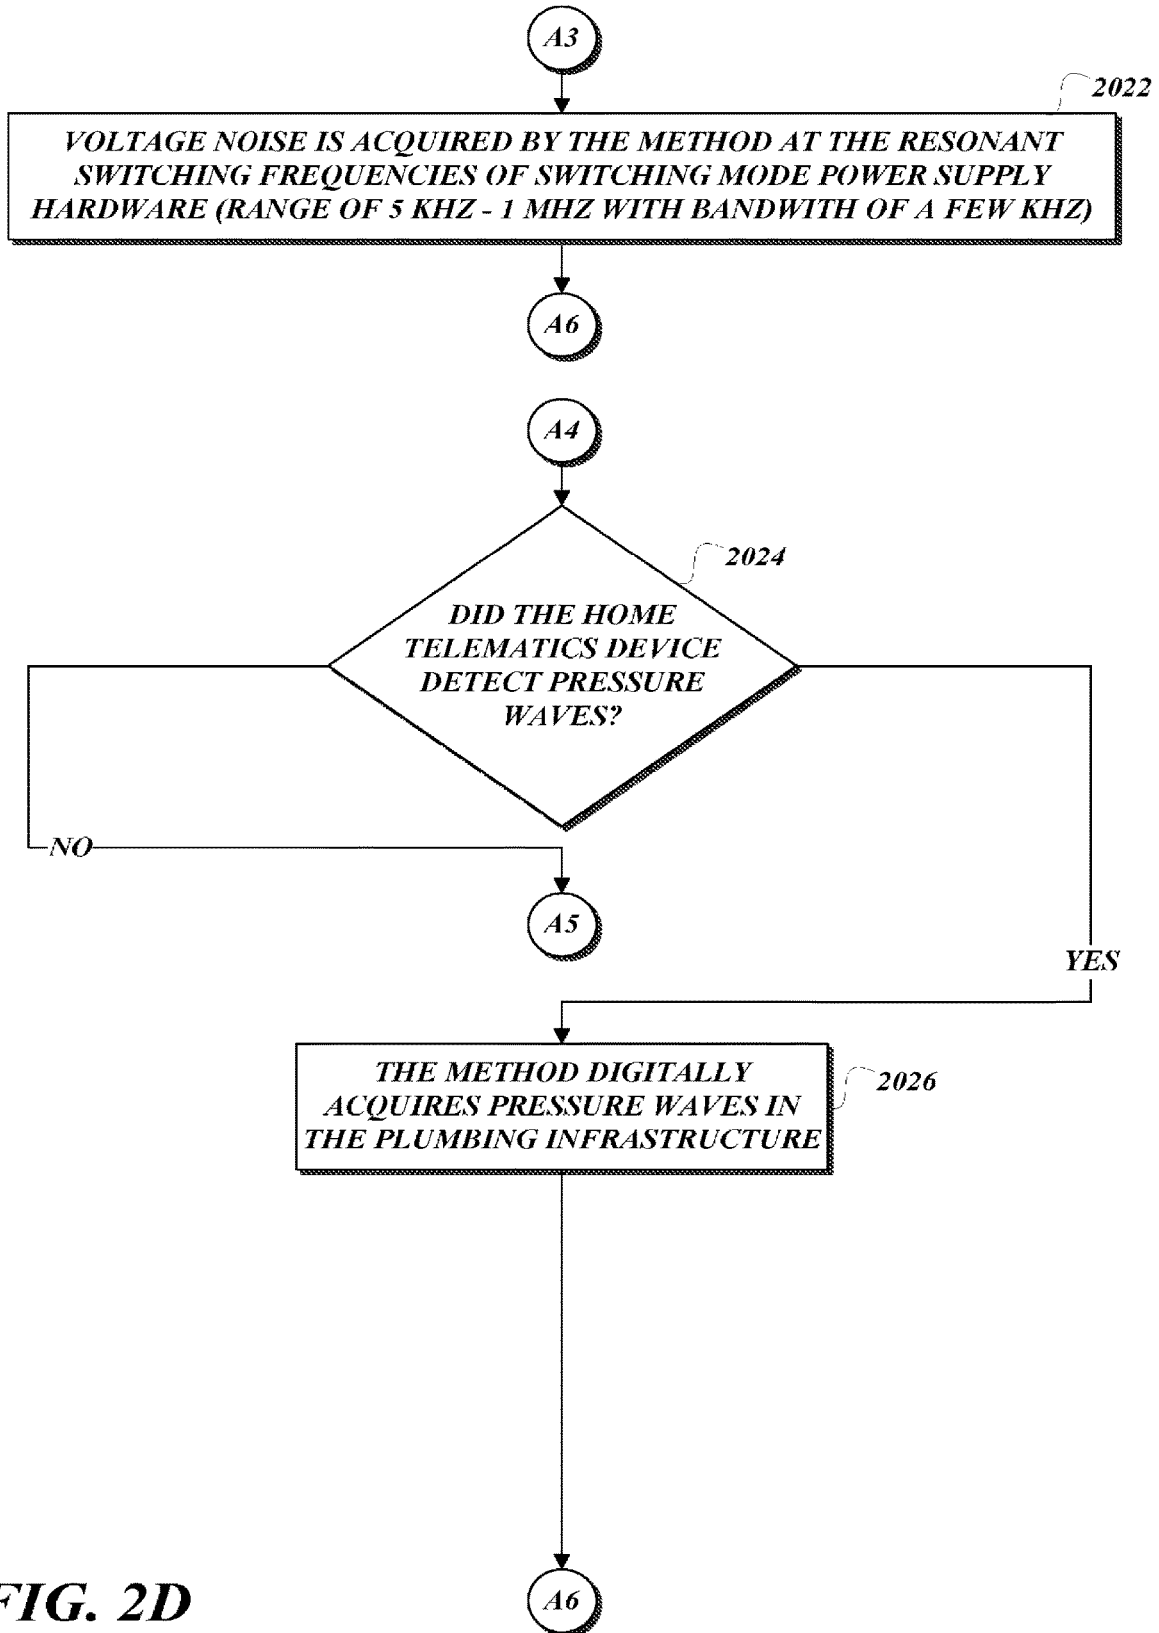 A3
2022
VOLTAGE NOISE IS ACQUIRED BY THE METHOD AT THE RESONANT
SWITCHING FREQUENCIES OF SWITCHING MODE POWER SUPPLY
HARDWARE (RANGE OF 5 KHZ - 1 MHZ WITH BANDWITH OF A FEW KHZ)
A6
A4
2024
DID THE HOME
TELEMATICS DEVICE
DETECT PRESSURE
WAVES?
NO
A5
YES
THE METHOD DIGITALLY
ACQUIRES PRESSURE WAVES IN
THE PLUMBING INFRASTRUCTURE
2026
A6
FIG. 2D